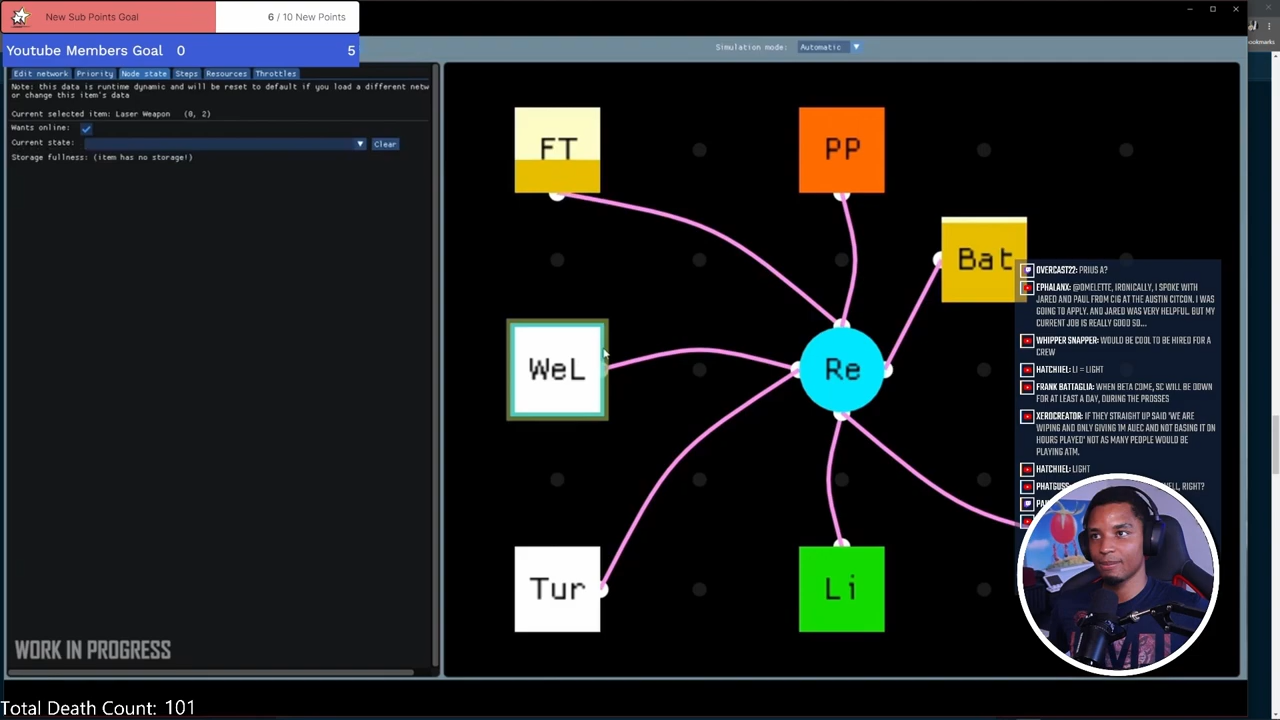 New Sub Points Goal
6 / 10 New Points
Youtube Members Goal 0
5
Simulation mode: Automatic
Edit network Priority Node state Steps Resources Throttles
Note: this data is runtime dynamic and will be reset to default if you load a different netw
or change this item's data
Current selected item: Laser Weapon (0, 2)
Wants online:
Current state:
Clear
Storage fullness: (item has no storage!)
FT
PP
Bat
WeL
Re
Tur
Li
OVERCAST22: PRIUS A?
EPHALANX: @OMELETTE, IRONICALLY, I SPOKE WITH
JARED AND PAUL FROM CIG AT THE AUSTIN CITCON. I WAS
GOING TO APPLY. AND JARED WAS VERY HELPFUL. BUT MY
CURRENT JOB IS REALLY GOOD SO...
WHIPPER SNAPPER: WOULD BE COOL TO BE HIRED FOR A
CREW
HATCHIIEL: LI = LIGHT
FRANK BATTAGLIA: WHEN BETA COME, SC WILL BE DOWN
FOR AT LEAST A DAY, DURING THE PROSSES
XEROCREATOR: IF THEY STRAIGHT UP SAID 'WE ARE
WIPING AND ONLY GIVING 1M AUEC AND NOT BASING IT ON
HOURS PLAYED' NOT AS MANY PEOPLE WOULD BE
PLAYING ATM.
HATCHIIEL: LIGHT
PHATGUSS
ELL, RIGHT?
WORK IN PROGRESS
Total Death Count: 101